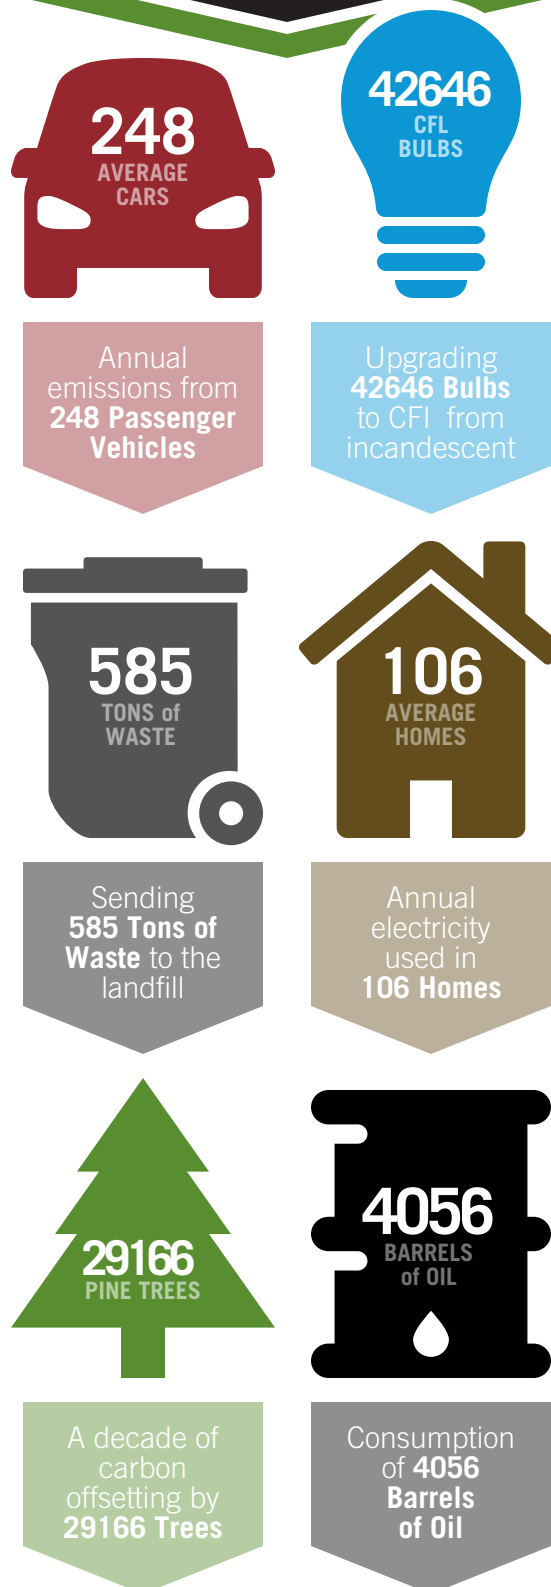 248
AVERAGE
CARS
42646
CFL
BULBS
Annual
emissions from
248 Passenger
Vehicles
Upgrading
42646 Bulbs
to CFl from
incandescent
585
TONS of
WASTE
106
AVERAGE
HOMES
Sending
585 Tons of
Waste to the
landfill
Annual
electricity
used in
106 Homes
29166
PINE TREES
4056
BARRELS
of OIL
A decade of
carbon
offsetting by
29166 Trees
Consumption
of 4056
Barrels
of Oil